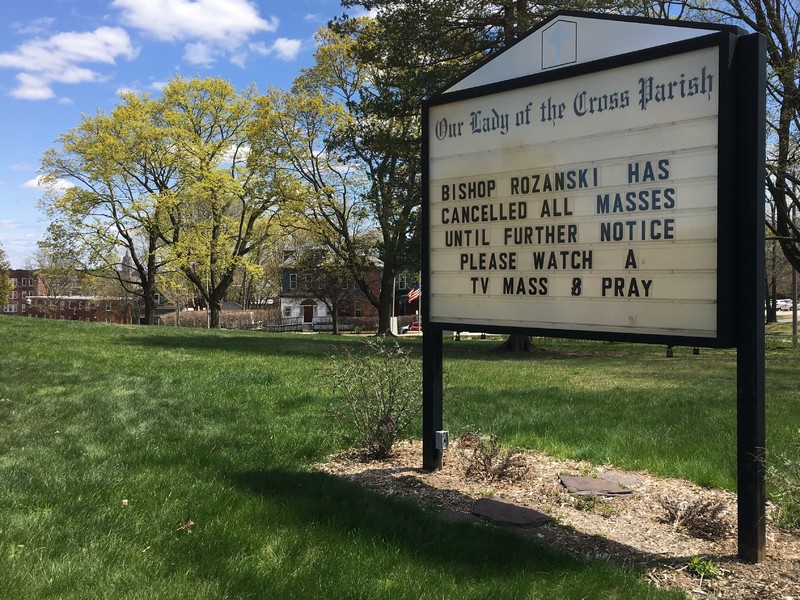 Our Lady of the Cross Parish
BISHOP ROZANSKI HAS
CANCELLED ALL MASSES
UNTIL FURTHER NOTICE
PLEASE WATCH A
TV MASS & PRAY